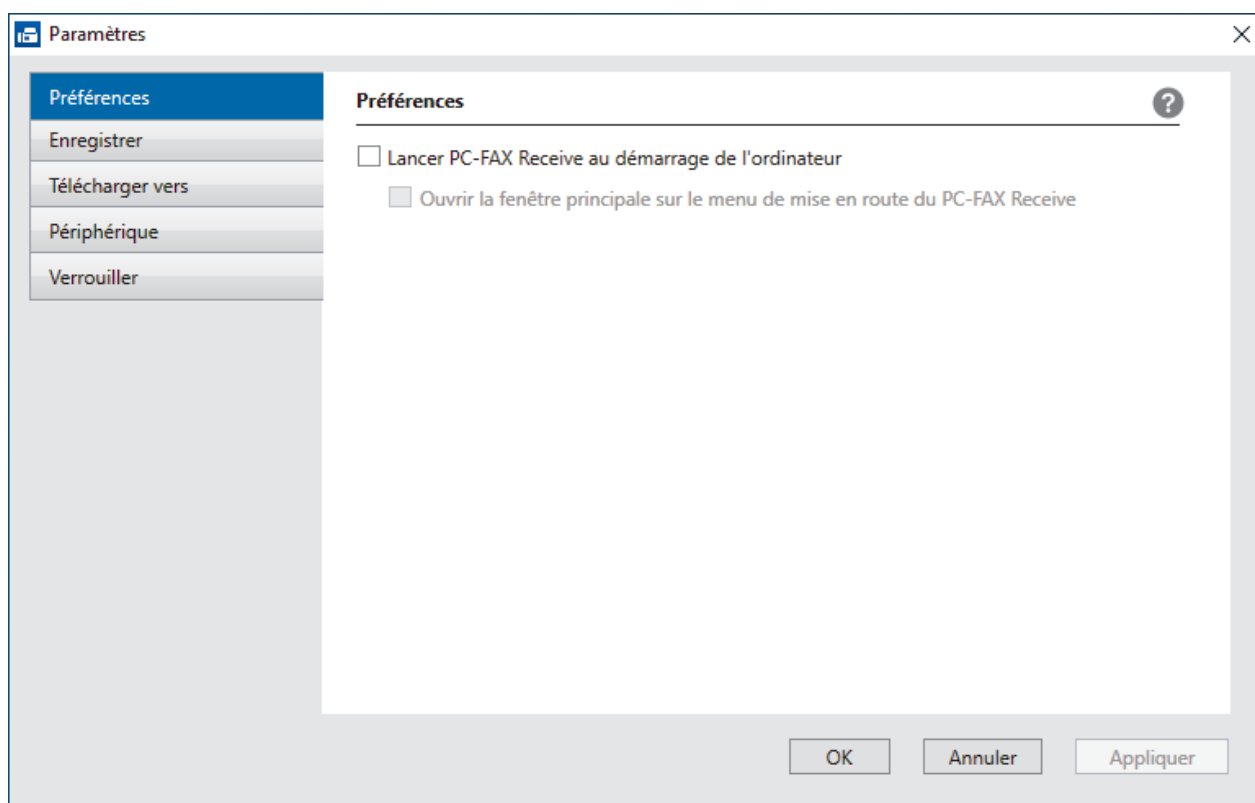 Paramètres
Préférences
Enregistrer
Télécharger vers
Périphérique
Verrouiller
Préférences
?
Lancer PC-FAX Receive au démarrage de l'ordinateur
Ouvrir la fenêtre principale sur le menu de mise en route du PC-FAX Receive
OK
Annuler
Appliquer